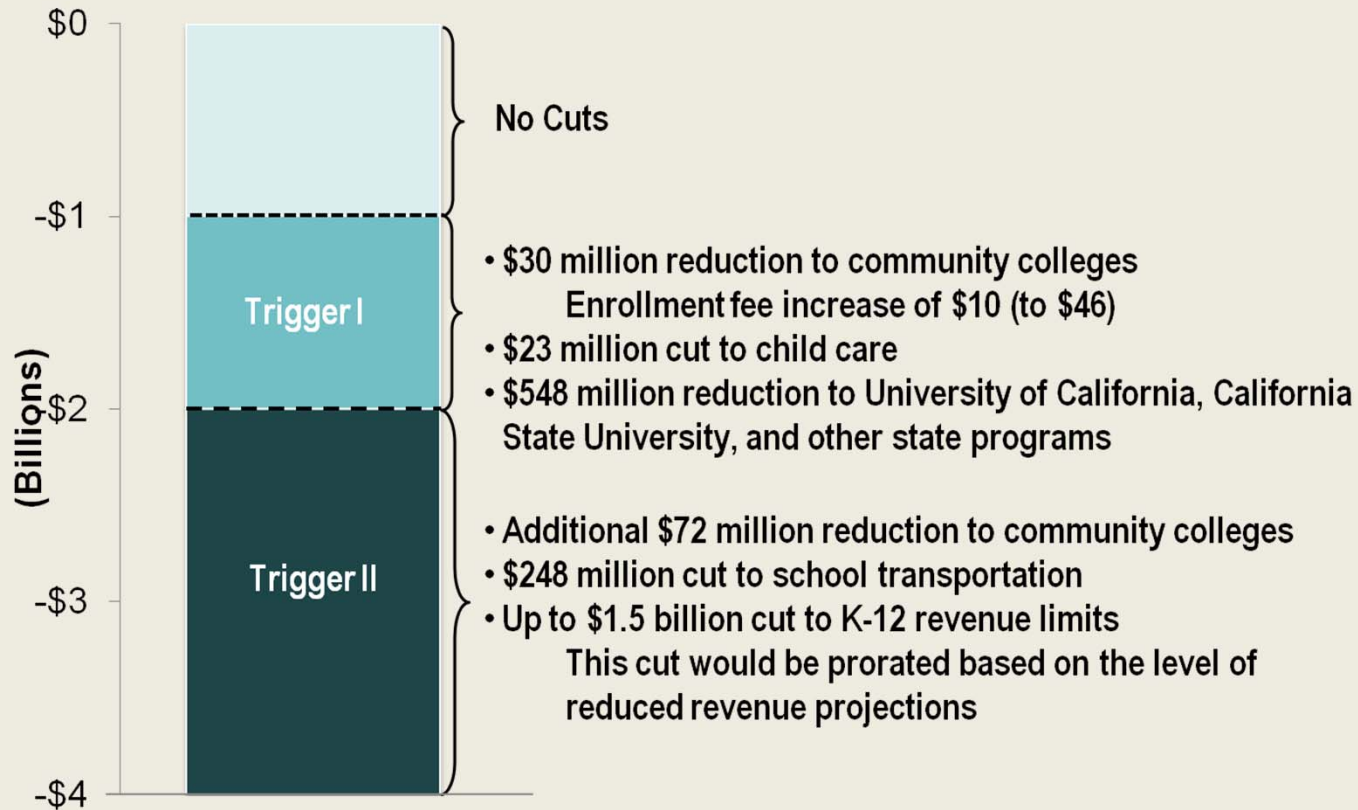 $0
No Cuts
-$1
• $30 million reduction to community colleges
Enrollment fee increase of $10 (to $46)
Trigger I
• $23 million cut to child care
• $548 million reduction to University of California, California
State University, and other state programs
(Billions)
-$2
• Additional $72 million reduction to community colleges
• $248 million cut to school transportation
Trigger II
-$3
• Up to $1.5 billion cut to K-12 revenue limits
This cut would be prorated based on the level of
reduced revenue projections
-$4